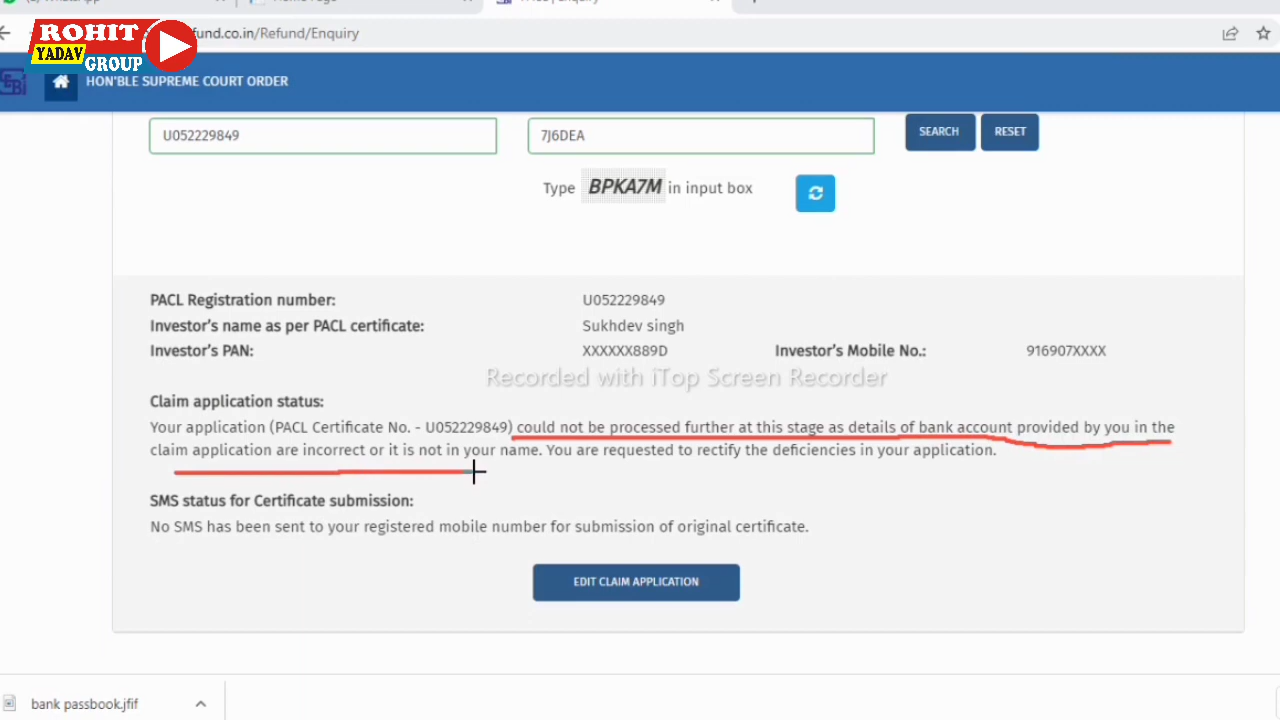 ROHIT
YADAV
GROUP
und.co.in/Refund/Enquiry
HON'BLE SUPREME COURT ORDER
U052229849
7J6DEA
SEARCH
RESET
Type BPKA7M in input box
PACL Registration number: U052229849
Investor's name as per PACL certificate: Sukhdev singh
Investor's PAN: XXXXXX889D Investor's Mobile No.: 916907XXXX
Recorded with iTop Screen Recorder
Claim application status:
Your application (PACL Certificate No. - U052229849) could not be processed further at this stage as details of bank account provided by you in the
claim application are incorrect or it is not in your name. You are requested to rectify the deficiencies in your application.
SMS status for Certificate submission:
No SMS has been sent to your registered mobile number for submission of original certificate.
EDIT CLAIM APPLICATION
bank passbook.jfif